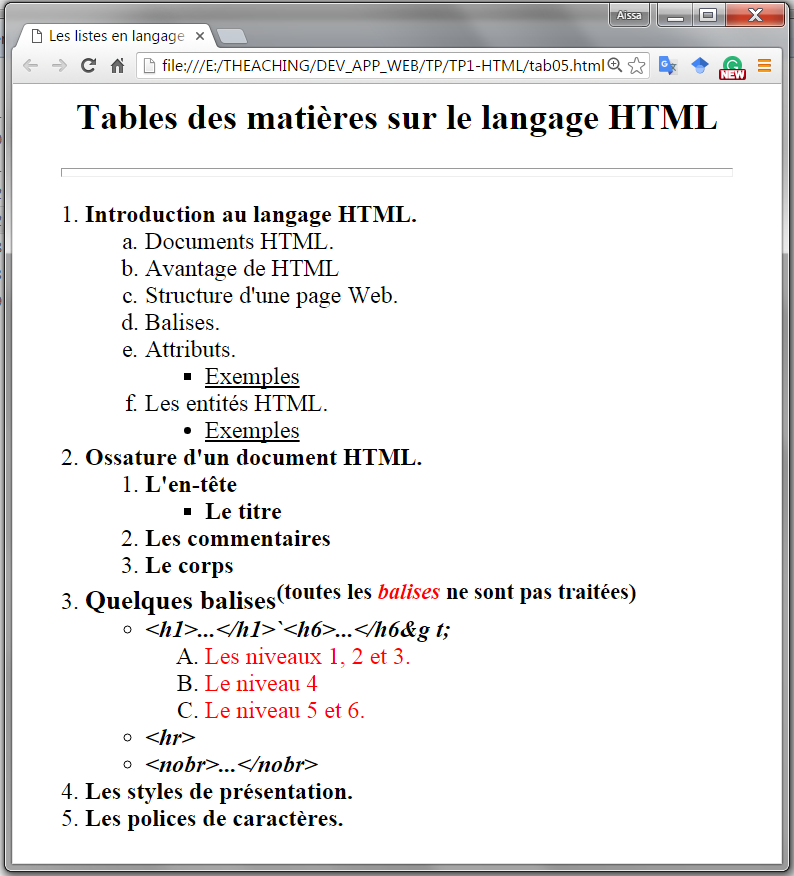 Aissa
Les listes en langage
file:///E:/THEACHING/DEV_APP_WEB/TP/TP1-HTML/tab05.html
NEW
Tables des matières sur le langage HTML
1. Introduction au langage HTML.
a. Documents HTML.
b. Avantage de HTML
c. Structure d'une page Web.
d. Balises.
e. Attributs.
▪ Exemples
f. Les entités HTML.
• Exemples
2. Ossature d'un document HTML.
1. L'en-tête
▪ Le titre
2. Les commentaires
3. Le corps
3. Quelques balises(toutes les balises ne sont pas traitées)
◦ <h1>...</h1>`<h6>...</h6&g t;
A. Les niveaux 1, 2 et 3.
B. Le niveau 4
C. Le niveau 5 et 6.
◦ <hr>
◦ <nobr>...</nobr>
4. Les styles de présentation.
5. Les polices de caractères.